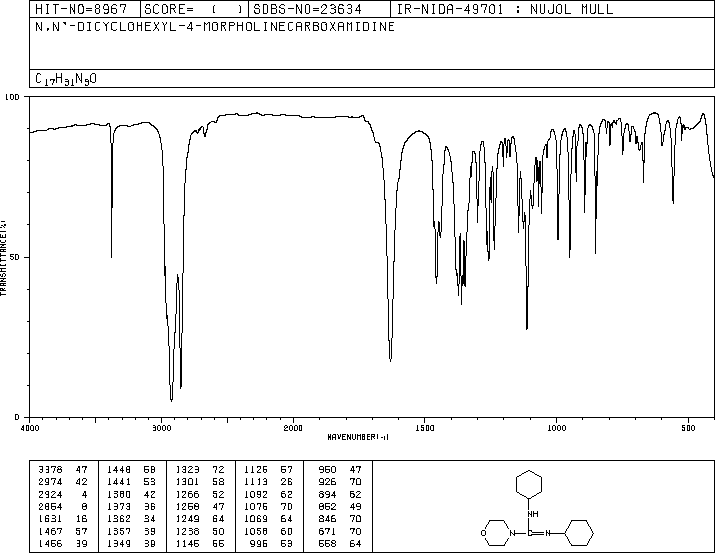 HIT-NO=8967 SCORE= ( ) SDBS-NO=23634 IR-NIDA-49701 : NUJOL MULL
N,N'-DICYCLOHEXYL-4-MORPHOLINECARBOXAMIDINE
C17H31N3O
100
50
0
TRANSMITTANCE(%)
4000 3000 2000 1500 1000 500
WAVENUMBER(-1)
3378 47 1448 58 1323 72 1126 57 950 47
2974 42 1441 53 1301 58 1113 26 926 70
2924 4 1380 42 1266 52 1092 62 894 62
2854 8 1373 36 1258 47 1076 70 852 49
1631 16 1362 34 1249 64 1069 64 846 70
1467 57 1357 39 1238 50 1058 60 671 70
1456 39 1349 39 1145 55 996 53 558 64
NH
O N C N